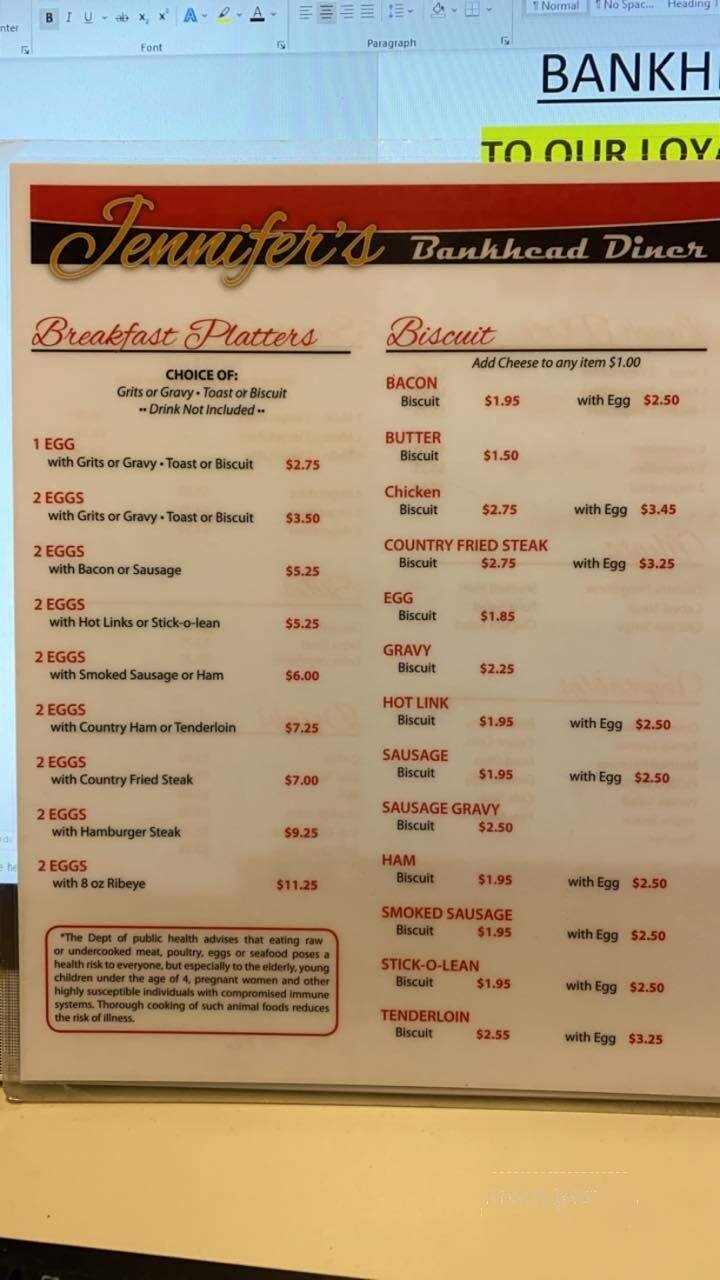 B I U ab x₂ x² A A
Font
Paragraph
¶ Normal ¶ No Spac... Heading 1
BANKH
TO OUR LOYA
Jennifer's Bankhead Diner
Breakfast Platters
CHOICE OF:
Grits or Gravy • Toast or Biscuit
•• Drink Not Included ••
1 EGG
with Grits or Gravy • Toast or Biscuit $2.75
2 EGGS
with Grits or Gravy • Toast or Biscuit $3.50
2 EGGS
with Bacon or Sausage $5.25
2 EGGS
with Hot Links or Stick-o-lean $5.25
2 EGGS
with Smoked Sausage or Ham $6.00
2 EGGS
with Country Ham or Tenderloin $7.25
2 EGGS
with Country Fried Steak $7.00
2 EGGS
with Hamburger Steak $9.25
2 EGGS
with 8 oz Ribeye $11.25
*The Dept of public health advises that eating raw
or undercooked meat, poultry, eggs or seafood poses a
health risk to everyone, but especially to the elderly, young
children under the age of 4, pregnant women and other
highly susceptible individuals with compromised immune
systems. Thorough cooking of such animal foods reduces
the risk of illness.
Biscuit
Add Cheese to any item $1.00
BACON
Biscuit $1.95 with Egg $2.50
BUTTER
Biscuit $1.50
Chicken
Biscuit $2.75 with Egg $3.45
COUNTRY FRIED STEAK
Biscuit $2.75 with Egg $3.25
EGG
Biscuit $1.85
GRAVY
Biscuit $2.25
HOT LINK
Biscuit $1.95 with Egg $2.50
SAUSAGE
Biscuit $1.95 with Egg $2.50
SAUSAGE GRAVY
Biscuit $2.50
HAM
Biscuit $1.95 with Egg $2.50
SMOKED SAUSAGE
Biscuit $1.95 with Egg $2.50
STICK-O-LEAN
Biscuit $1.95 with Egg $2.50
TENDERLOIN
Biscuit $2.55 with Egg $3.25